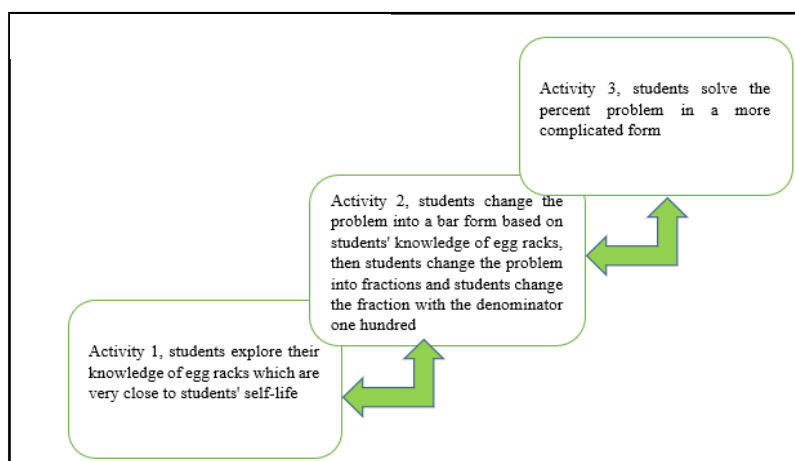 Activity 3, students solve the
percent problem in a more
complicated form
Activity 2, students change the
problem into a bar form based on
students' knowledge of egg racks,
then students change the problem
into fractions and students change
the fraction with the denominator
one hundred
Activity 1, students explore their
knowledge of egg racks which are
very close to students' self-life